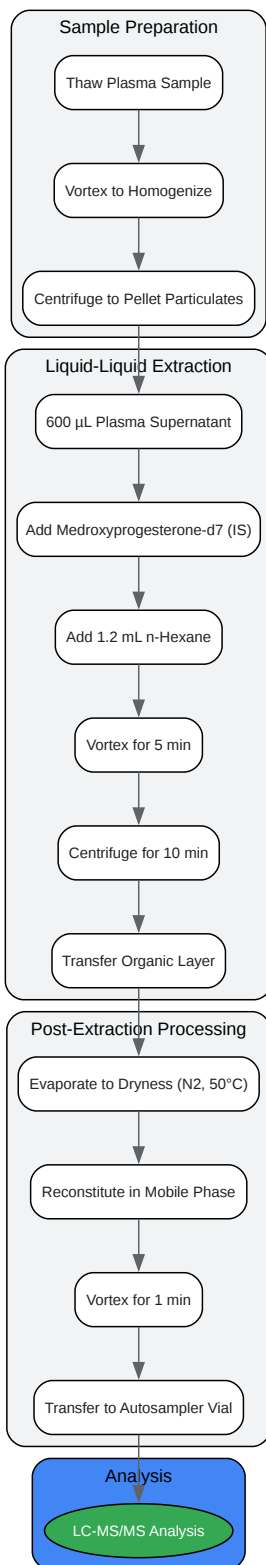 Sample Preparation
Thaw Plasma Sample
Vortex to Homogenize
Centrifuge to Pellet Particulates
Liquid-Liquid Extraction
600 µL Plasma Supernatant
Add Medroxyprogesterone-d7 (IS)
Add 1.2 mL n-Hexane
Vortex for 5 min
Centrifuge for 10 min
Transfer Organic Layer
Post-Extraction Processing
Evaporate to Dryness (N2, 50°C)
Reconstitute in Mobile Phase
Vortex for 1 min
Transfer to Autosampler Vial
Analysis
LC-MS/MS Analysis